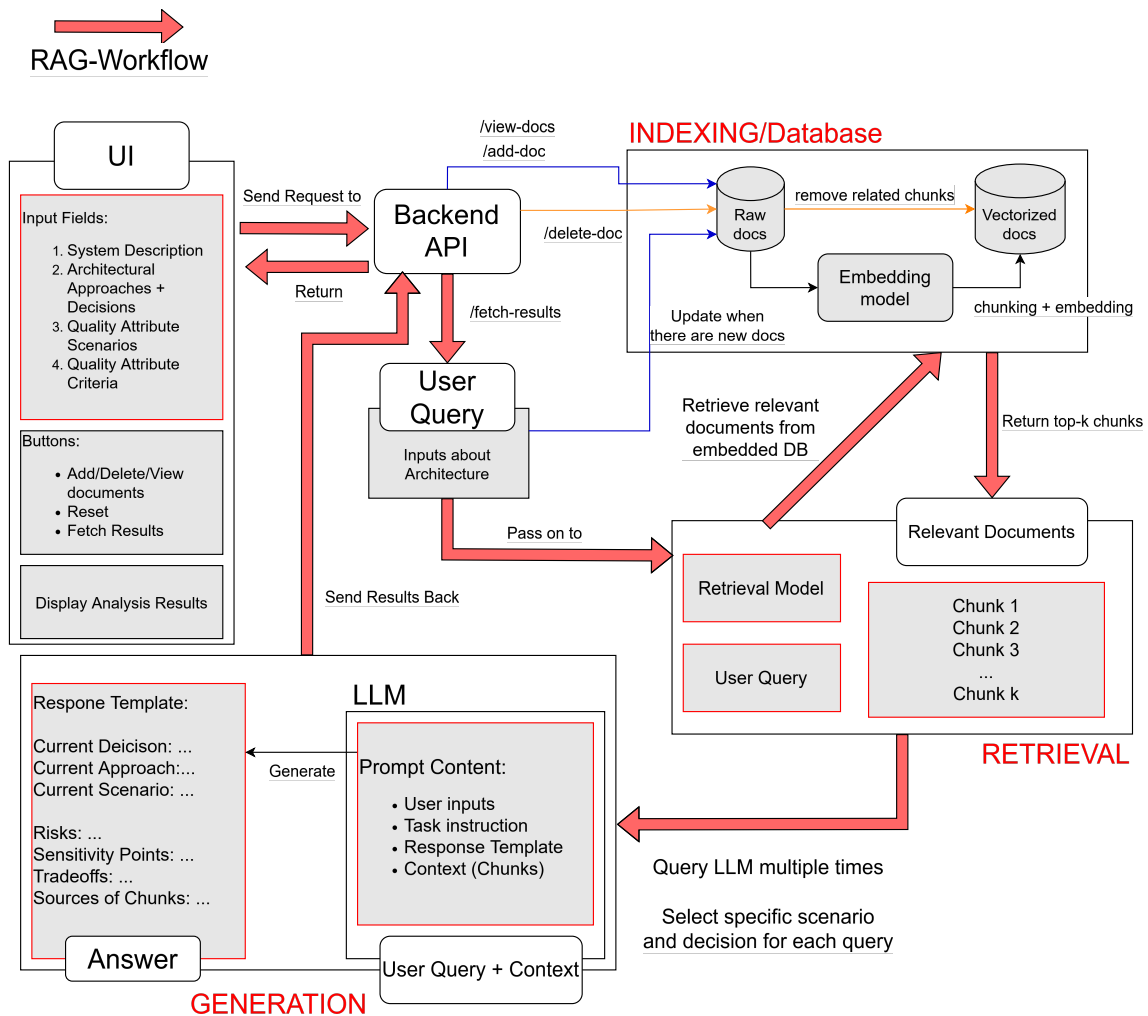 RAG-Workflow
UI
Input Fields:
1. System Description
2. Architectural
Approaches +
Decisions
3. Quality Attribute
Scenarios
4. Quality Attribute
Criteria
Buttons:
• Add/Delete/View
documents
• Reset
• Fetch Results
Display Analysis Results
Send Request to
Return
Backend
API
/view-docs
/add-doc
/delete-doc
/fetch-results
User
Query
Inputs about
Architecture
INDEXING/Database
Raw
docs
remove related chunks
Vectorized
docs
Embedding
model
chunking + embedding
Update when
there are new docs
Retrieve relevant
documents from
embedded DB
Return top-k chunks
Pass on to
Send Results Back
Relevant Documents
Retrieval Model
User Query
Chunk 1
Chunk 2
Chunk 3
...
Chunk k
RETRIEVAL
Query LLM multiple times
Select specific scenario
and decision for each query
LLM
Prompt Content:
• User inputs
• Task instruction
• Response Template
• Context (Chunks)
User Query + Context
Generate
Respone Template:
Current Deicison: ...
Current Approach:...
Current Scenario: ...
Risks: ...
Sensitivity Points: ...
Tradeoffs: ...
Sources of Chunks: ...
Answer
GENERATION